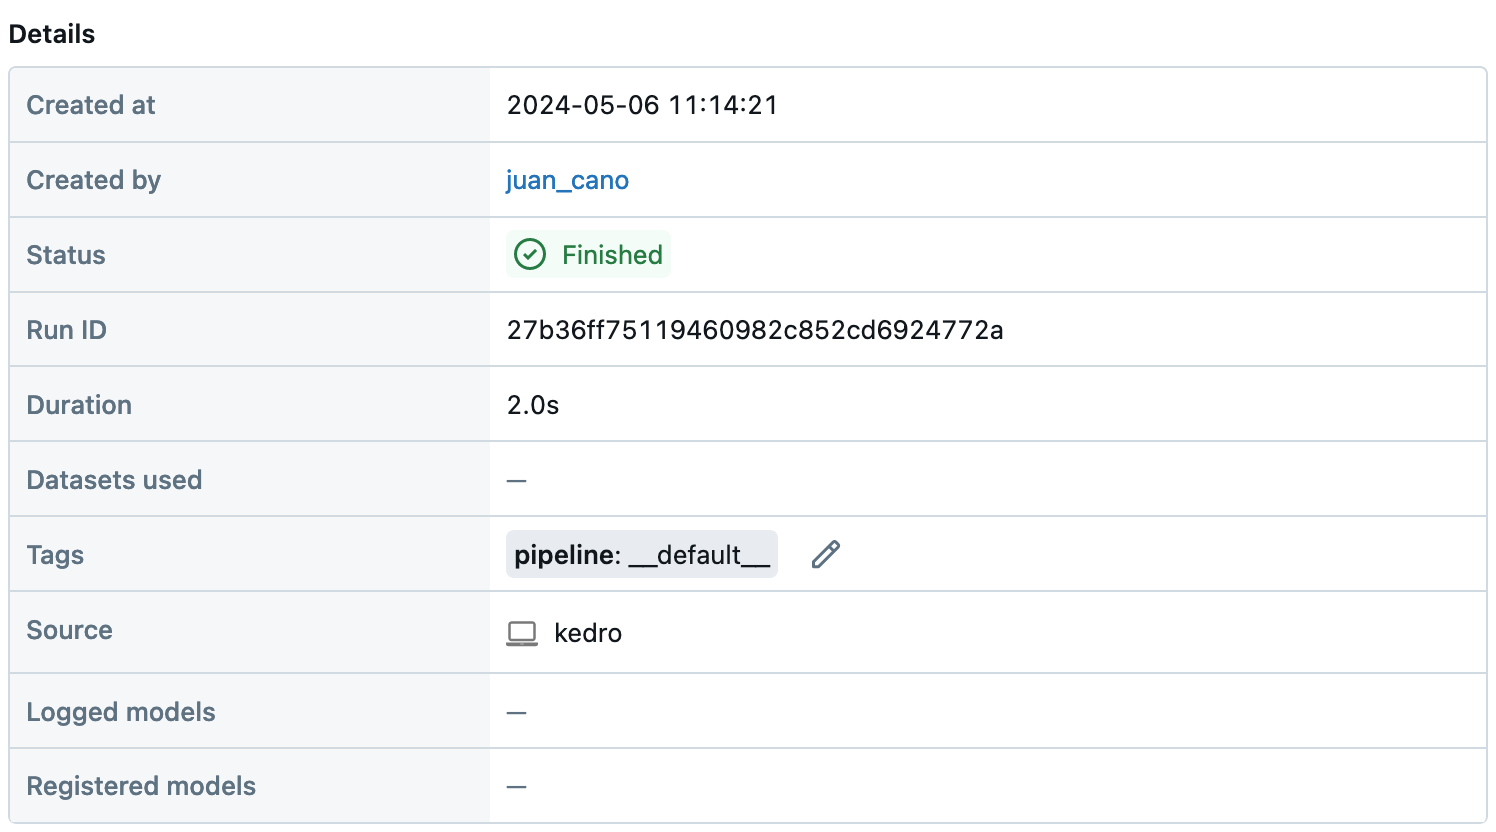 Details
Created at 2024-05-06 11:14:21
Created by juan_cano
Status Finished
Run ID 27b36ff75119460982c852cd6924772a
Duration 2.0s
Datasets used —
Tags pipeline: __default__
Source kedro
Logged models —
Registered models —